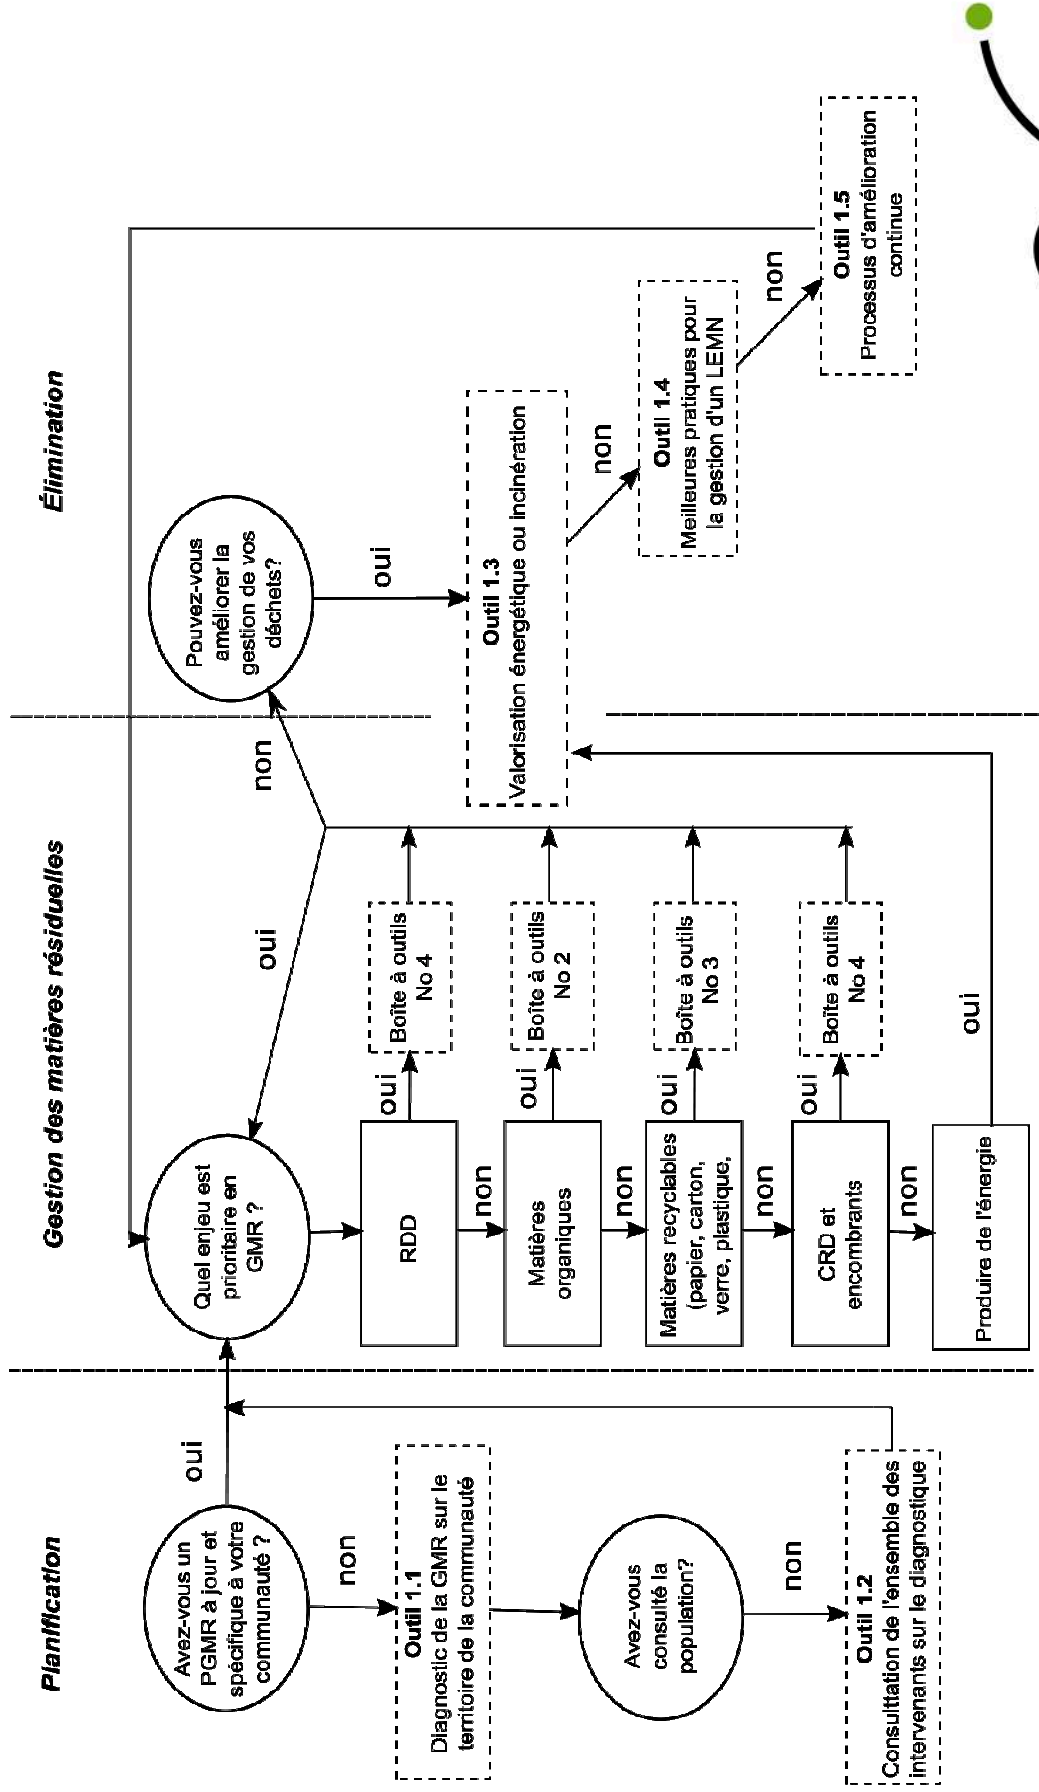 Planification
Avez-vous un
PGMR à jour et
spécifique à votre
communauté ?
oui
non
Outil 1.1
Diagnostic de la GMR sur le
territoire de la communauté
Avez-vous
consulté la
population?
non
Outil 1.2
Consulttation de l'ensemble des
intervenants sur le diagnostique
Gestion des matières résiduelles
Quel enjeu est
prioritaire en
GMR ?
oui
non
RDD
oui
Boîte à outils
No 4
non
Matières
organiques
oui
Boîte à outils
No 2
non
Matières recyclables
(papier, carton,
verre, plastique,
oui
Boîte à outils
No 3
non
CRD et
encombrants
oui
Boîte à outils
No 4
non
Produire de l'énergie
oui
Élimination
Pouvez-vous
améliorer la
gestion de vos
déchets?
oui
Outil 1.3
Valorisation énergétique ou incinération
non
Outil 1.4
Meilleures pratiques pour
la gestion d'un LEMN
non
Outil 1.5
Processus d'amélioration
continue